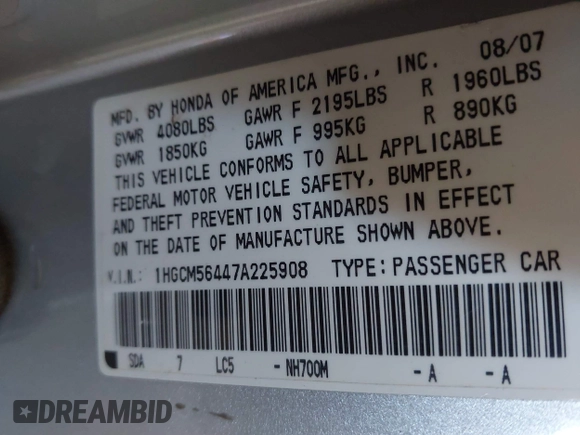 MFD. BY HONDA OF AMERICA MFG., INC. 08/07
GVWR 4080LBS GAWR F 2195LBS R 1960LBS
GVWR 1850KG GAWR F 995KG R 890KG
THIS VEHICLE CONFORMS TO ALL APPLICABLE
FEDERAL MOTOR VEHICLE SAFETY, BUMPER,
AND THEFT PREVENTION STANDARDS IN EFFECT
ON THE DATE OF MANUFACTURE SHOWN ABOVE.
V.I.N.: 1HGCM56447A225908 TYPE: PASSENGER CAR
SDA 7 LC5 - NH700M - A - A
DREAMBID